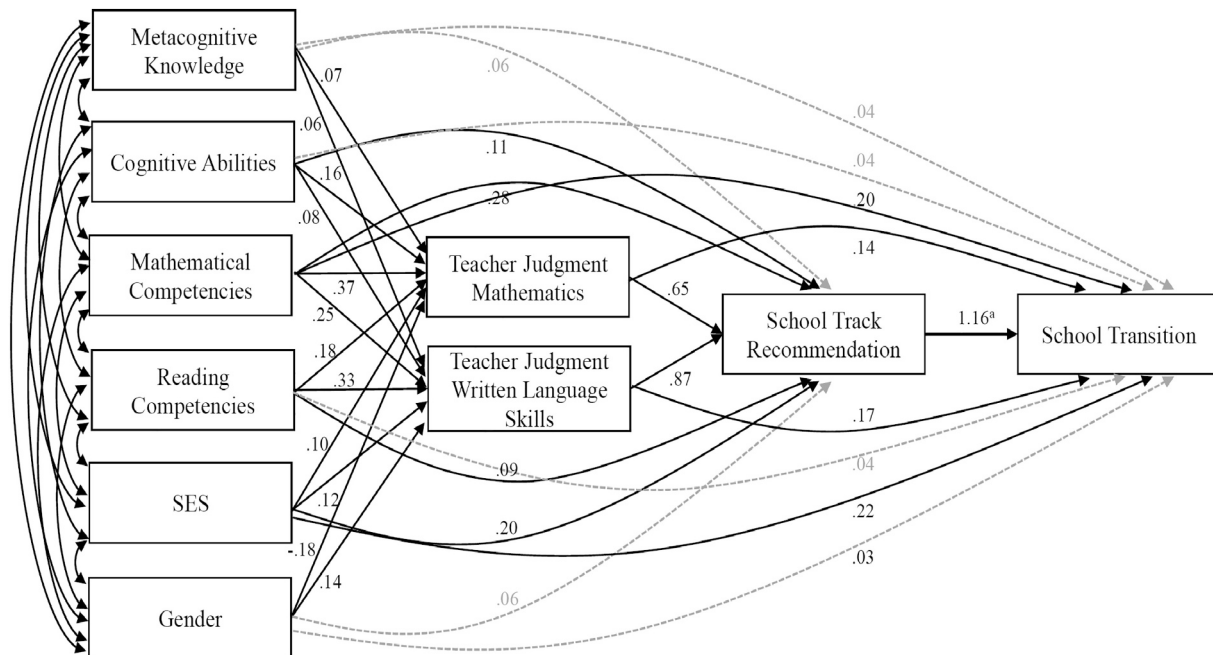 Metacognitive
Knowledge
Cognitive Abilities
Mathematical
Competencies
Reading
Competencies
SES
Gender
.07
.06
.16
.08
.37
.25
.18
.33
.10
.12
-.18
.14
Teacher Judgment
Mathematics
Teacher Judgment
Written Language
Skills
.06
.11
.28
.04
.04
.20
.14
.65
.87
School Track
Recommendation
1.16ᵃ
School Transition
.17
.09
.04
.20
.22
.03
.06